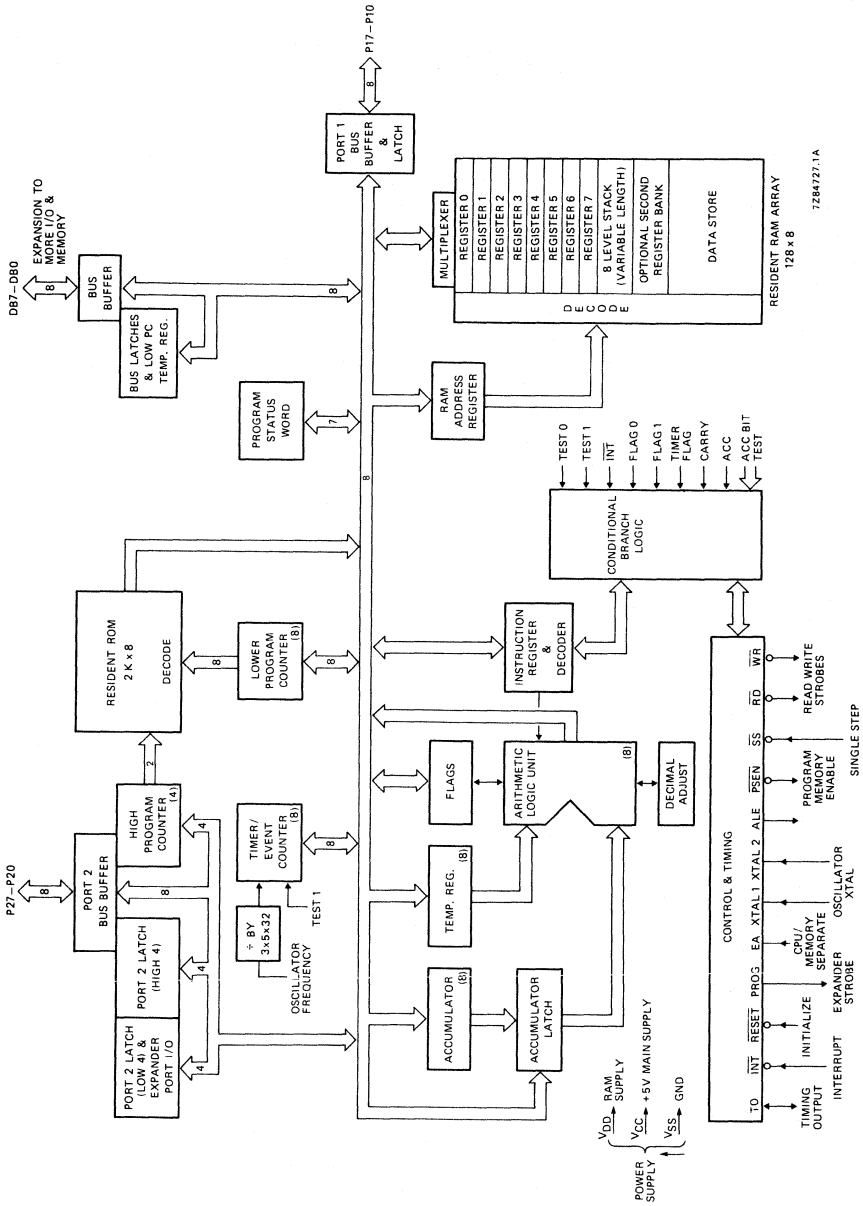 P27–P20
8
PORT 2
BUS BUFFER
PORT 2 LATCH
(LOW 4) &
EXPANDER
PORT I/O
PORT 2 LATCH
(HIGH 4)
HIGH
PROGRAM
COUNTER
(4)
4
4
8
4
2
RESIDENT ROM
2 K x 8
DECODE
8
LOWER
PROGRAM
COUNTER
(8)
8
÷ BY
3x5x32
OSCILLATOR
FREQUENCY
TIMER/
EVENT
COUNTER
(8)
TEST 1
8
PROGRAM
STATUS
WORD
7
DB7–DB0
8
EXPANSION TO
MORE I/O &
MEMORY
BUS
BUFFER
BUS LATCHES
& LOW PC
TEMP. REG.
8
8
PORT 1
BUS
BUFFER
&
LATCH
8
P17–P10
ACCUMULATOR
(8)
ACCUMULATOR
LATCH
TEMP. REG.
(8)
FLAGS
ARITHMETIC
LOGIC UNIT
(8)
DECIMAL
ADJUST
INSTRUCTION
REGISTER
&
DECODER
RAM
ADDRESS
REGISTER
MULTIPLEXER
DECODE
REGISTER 0
REGISTER 1
REGISTER 2
REGISTER 3
REGISTER 4
REGISTER 5
REGISTER 6
REGISTER 7
8 LEVEL STACK
(VARIABLE LENGTH)
OPTIONAL SECOND
REGISTER BANK
DATA STORE
RESIDENT RAM ARRAY
128 x 8
CONDITIONAL
BRANCH
LOGIC
TEST 0
TEST 1
INT
FLAG 0
FLAG 1
TIMER
FLAG
CARRY
ACC
ACC BIT
TEST
POWER
SUPPLY
VDD RAM
SUPPLY
VCC +5V MAIN SUPPLY
VSS GND
CONTROL & TIMING
TO
INT
RESET
PROG
EA
XTAL 1
XTAL 2
ALE
PSEN
SS
RD
WR
TIMING
OUTPUT
INTERRUPT
INITIALIZE
EXPANDER
STROBE
CPU/
MEMORY
SEPARATE
OSCILLATOR
XTAL
PROGRAM
MEMORY
ENABLE
SINGLE STEP
READ WRITE
STROBES
7Z84727.1A